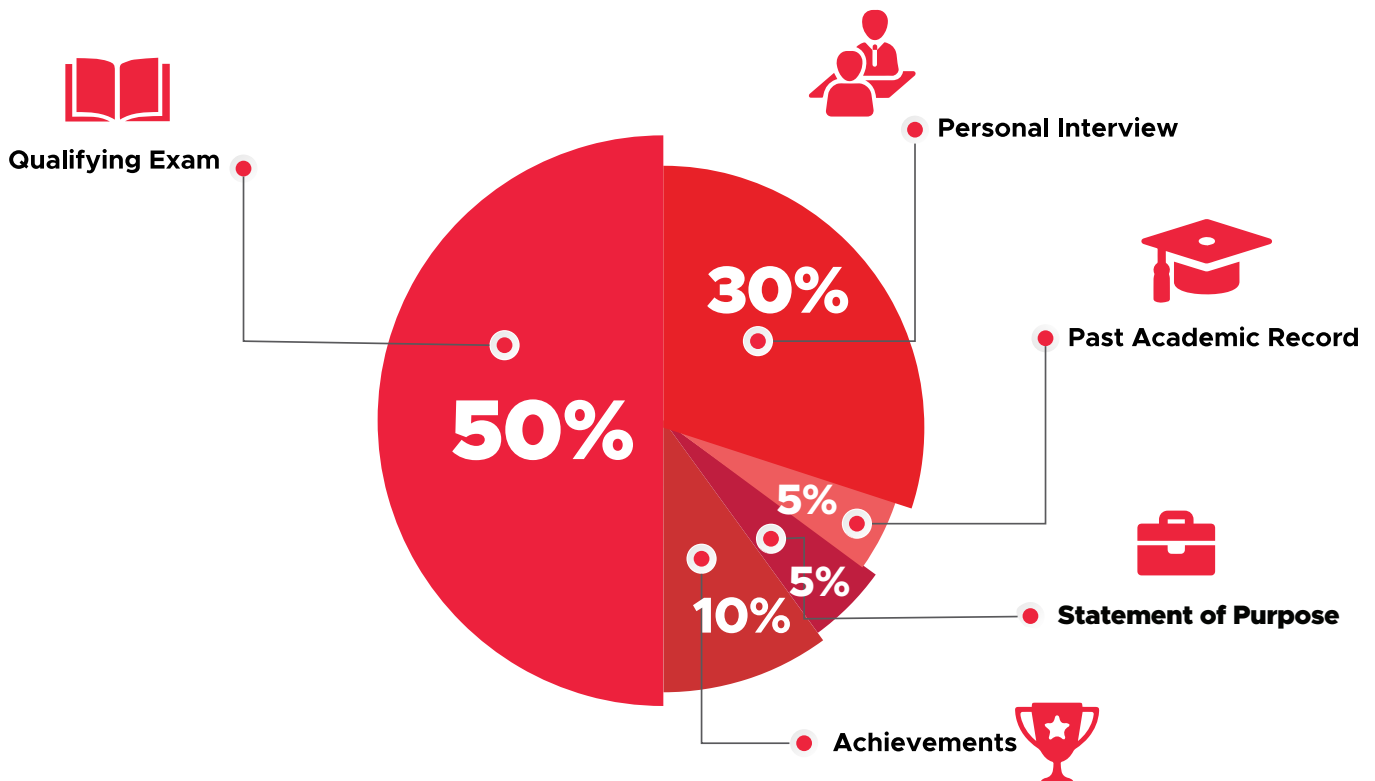 Personal Interview
Qualifying Exam
30%
Past Academic Record
50%
5%
5%
10%
Statement of Purpose
Achievements